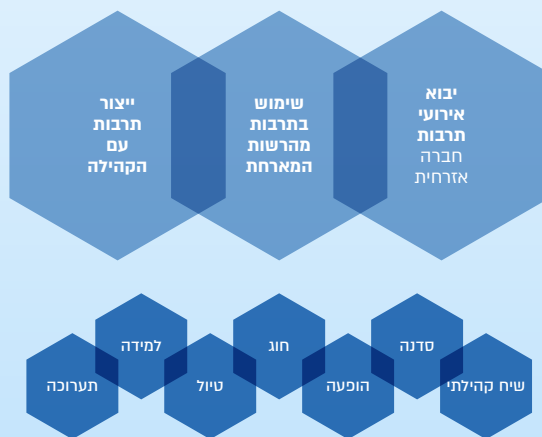 יבוא
אירועי
תרבות
חברה
אזרחית
שימוש
בתרבות
מהרשות
המארחת
ייצור
תרבות
עם
הקהילה
שיח קהילתי
סדנה
הופעה
חוג
טיול
למידה
תערוכה